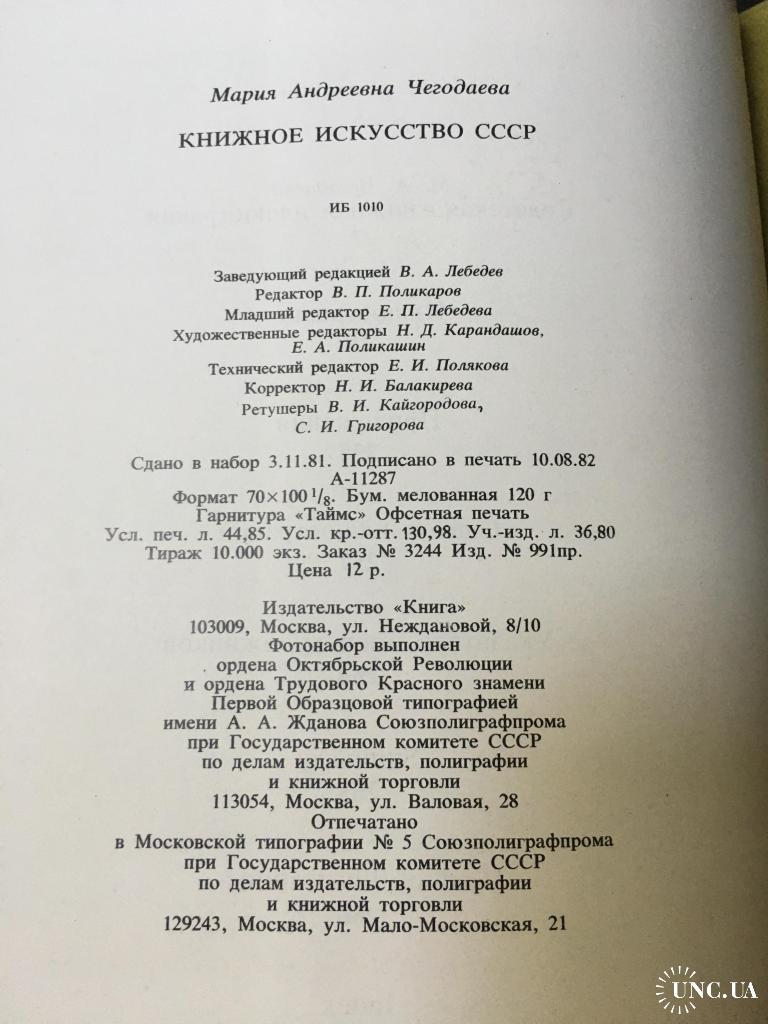 Мария Андреевна Чегодаева
КНИЖНОЕ ИСКУССТВО СССР
ИБ 1010
Заведующий редакцией В. А. Лебедев
Редактор В. П. Поликаров
Младший редактор Е. П. Лебедева
Художественные редакторы Н. Д. Карандашов,
Е. А. Поликашин
Технический редактор Е. И. Полякова
Корректор Н. И. Балакирева
Ретушеры В. И. Кайгородова,
С. И. Григорова
Сдано в набор 3.11.81. Подписано в печать 10.08.82
А-11287
Формат 70×100 1/8. Бум. мелованная 120 г
Гарнитура «Таймс» Офсетная печать
Усл. печ. л. 44,85. Усл. кр.-отт. 130,98. Уч.-изд. л. 36,80
Тираж 10.000 экз. Заказ № 3244 Изд. № 991пр.
Цена 12 р.
Издательство «Книга»
103009, Москва, ул. Неждановой, 8/10
Фотонабор выполнен
ордена Октябрьской Революции
и ордена Трудового Красного знамени
Первой Образцовой типографией
имени А. А. Жданова Союзполиграфпрома
при Государственном комитете СССР
по делам издательств, полиграфии
и книжной торговли
113054, Москва, ул. Валовая, 28
Отпечатано
в Московской типографии № 5 Союзполиграфпрома
при Государственном комитете СССР
по делам издательств, полиграфии
и книжной торговли
129243, Москва, ул. Мало-Московская, 21
UNC.UA